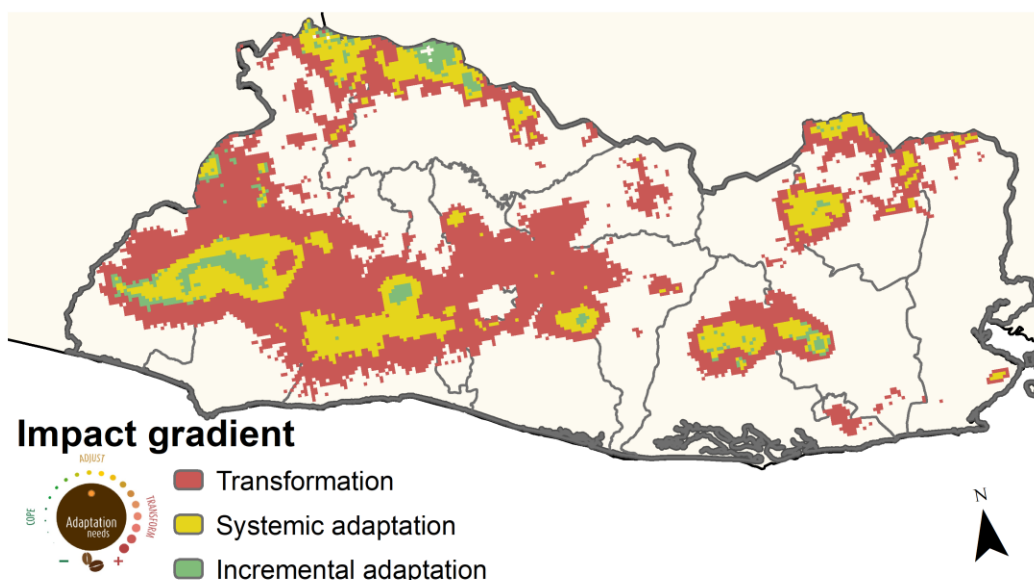 N
Impact gradient
ADJUST
COPE
TRANSFORM
Adaptation
needs
- +
Transformation
Systemic adaptation
Incremental adaptation